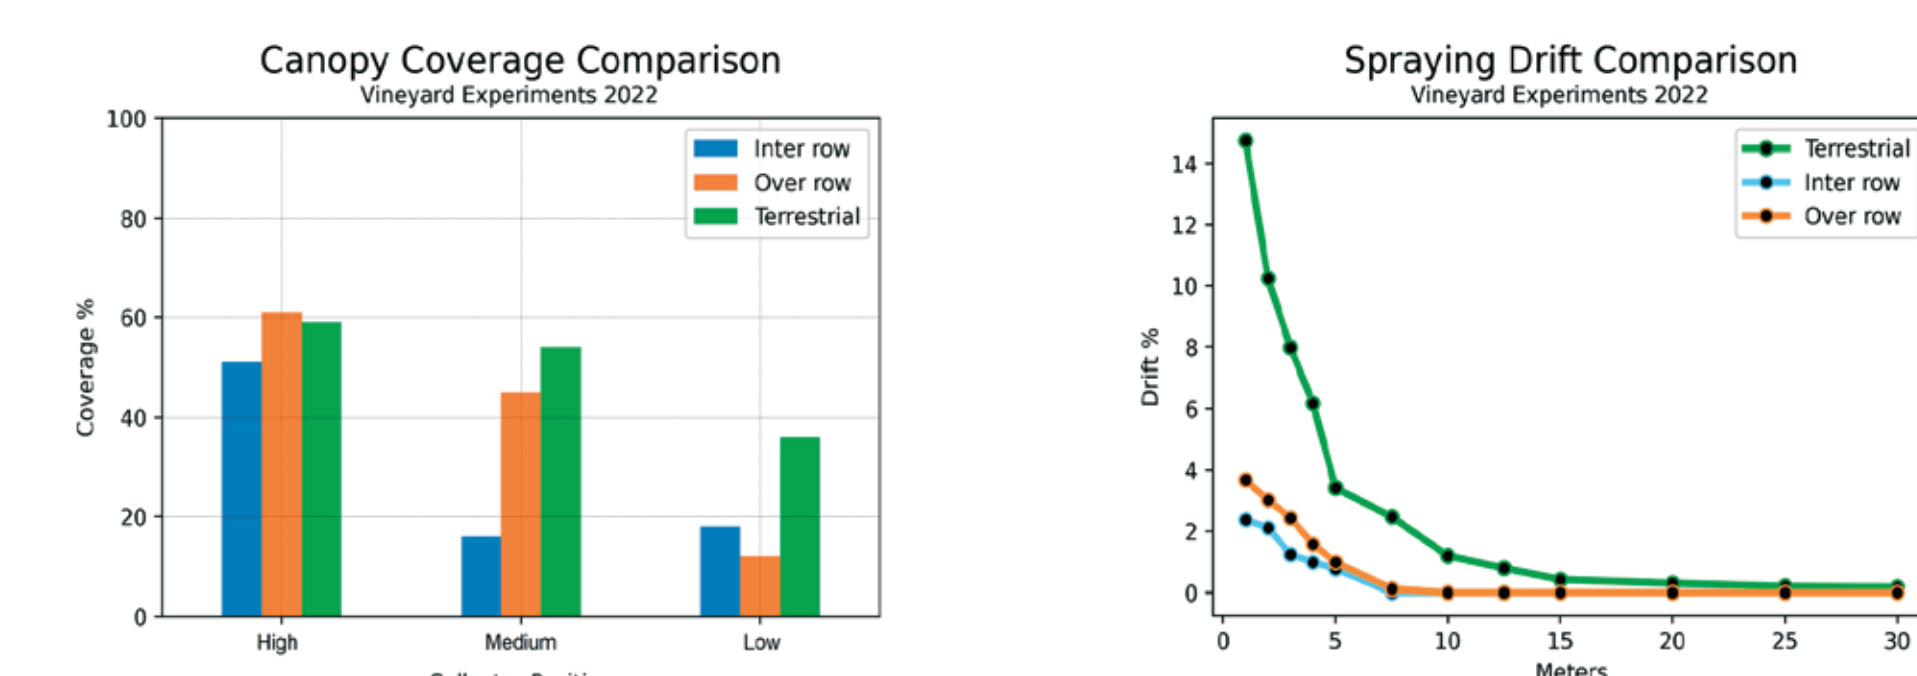 Canopy Coverage Comparison
Vineyard Experiments 2022
100
80
60
40
20
0
Coverage %
Inter row
Over row
Terrestrial
High
Medium
Low
Spraying Drift Comparison
Vineyard Experiments 2022
14
12
10
8
6
4
2
0
Drift %
Terrestrial
Inter row
Over row
0
5
10
15
20
25
30
Meters